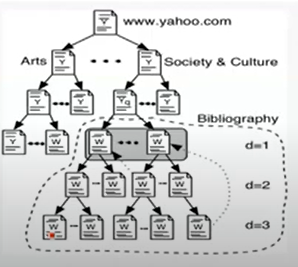 Y www.yahoo.com
Arts Y ••• Y Society & Culture
Y ••• Y Yq ••• Y
Bibliography
Y ••• W W ••• W d=1
W W W W d=2
W W W W W d=3